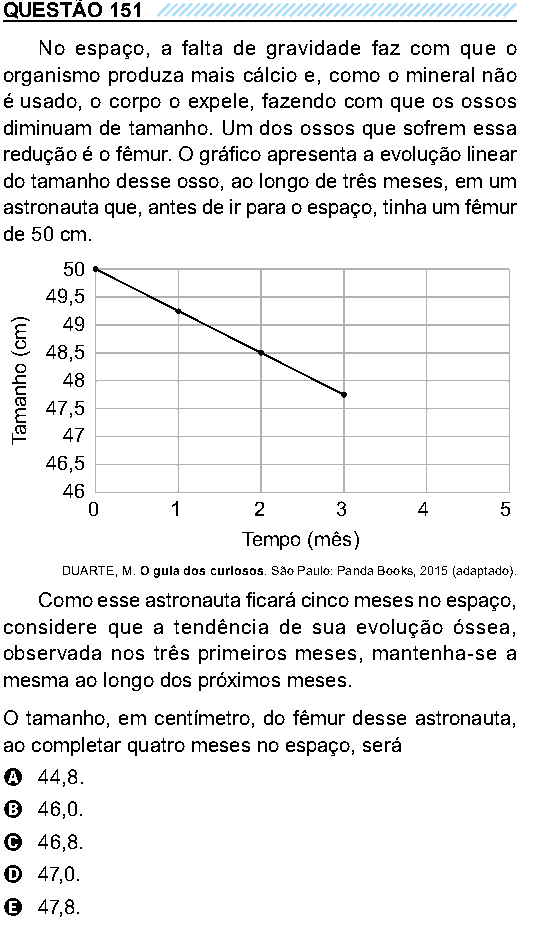 QUESTÃO 151
No espaço, a falta de gravidade faz com que o
organismo produza mais cálcio e, como o mineral não
é usado, o corpo o expele, fazendo com que os ossos
diminuam de tamanho. Um dos ossos que sofrem essa
redução é o fêmur. O gráfico apresenta a evolução linear
do tamanho desse osso, ao longo de três meses, em um
astronauta que, antes de ir para o espaço, tinha um fêmur
de 50 cm.
Tamanho (cm)
50
49,5
49
48,5
48
47,5
47
46,5
46
0 1 2 3 4 5
Tempo (mês)
DUARTE, M. O guia dos curiosos. São Paulo: Panda Books, 2015 (adaptado).
Como esse astronauta ficará cinco meses no espaço,
considere que a tendência de sua evolução óssea,
observada nos três primeiros meses, mantenha-se a
mesma ao longo dos próximos meses.
O tamanho, em centímetro, do fêmur desse astronauta,
ao completar quatro meses no espaço, será
A 44,8.
B 46,0.
C 46,8.
D 47,0.
E 47,8.